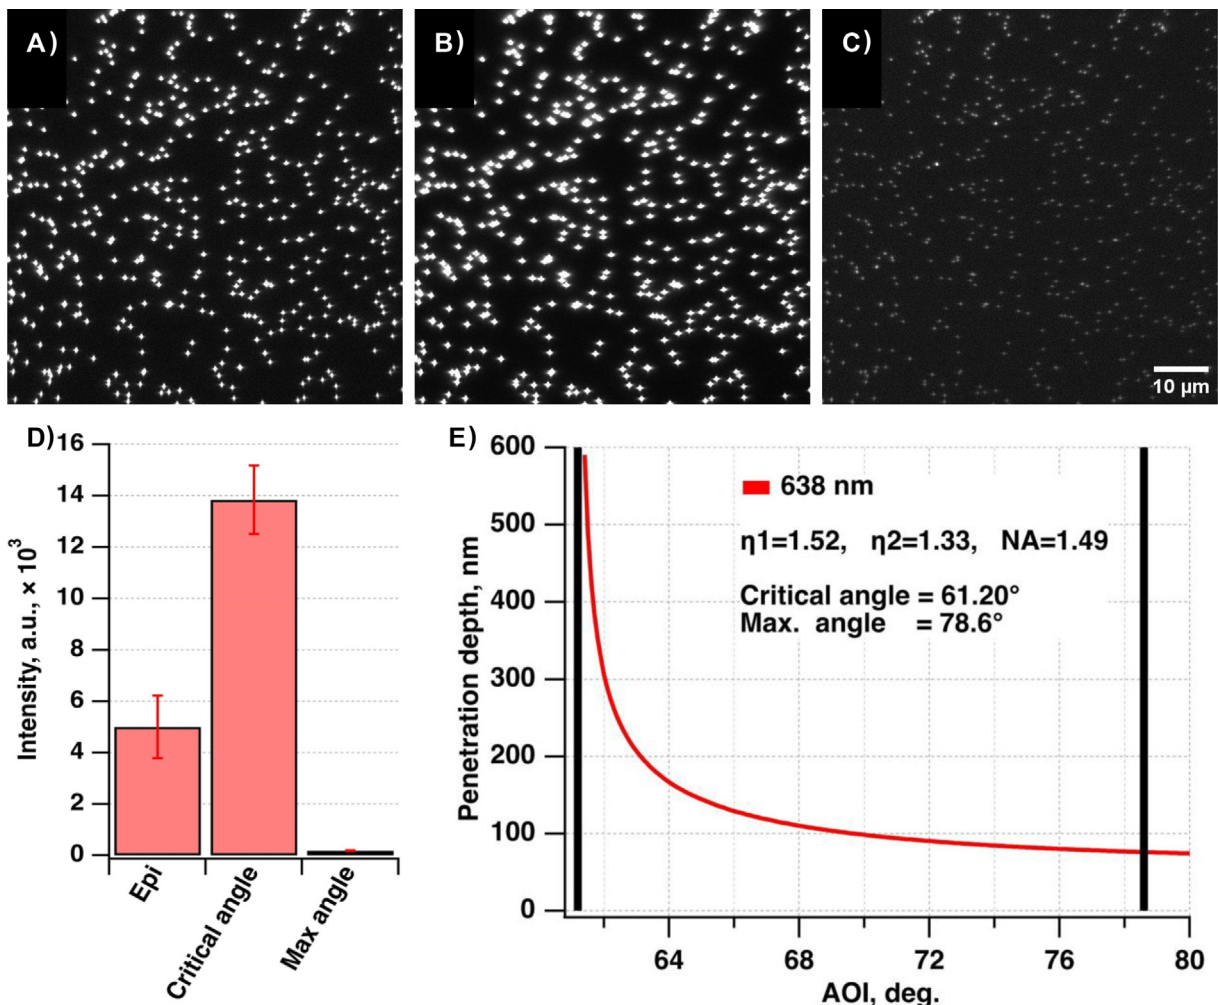 A)
B)
C)
10 µm
D)
16
14
12
10
8
6
4
2
0
Intensity, a.u., × 10³
Epi
Critical angle
Max angle
E)
600
500
400
300
200
100
0
Penetration depth, nm
638 nm
η1=1.52, η2=1.33, NA=1.49
Critical angle = 61.20°
Max. angle = 78.6°
64 68 72 76 80
AOI, deg.